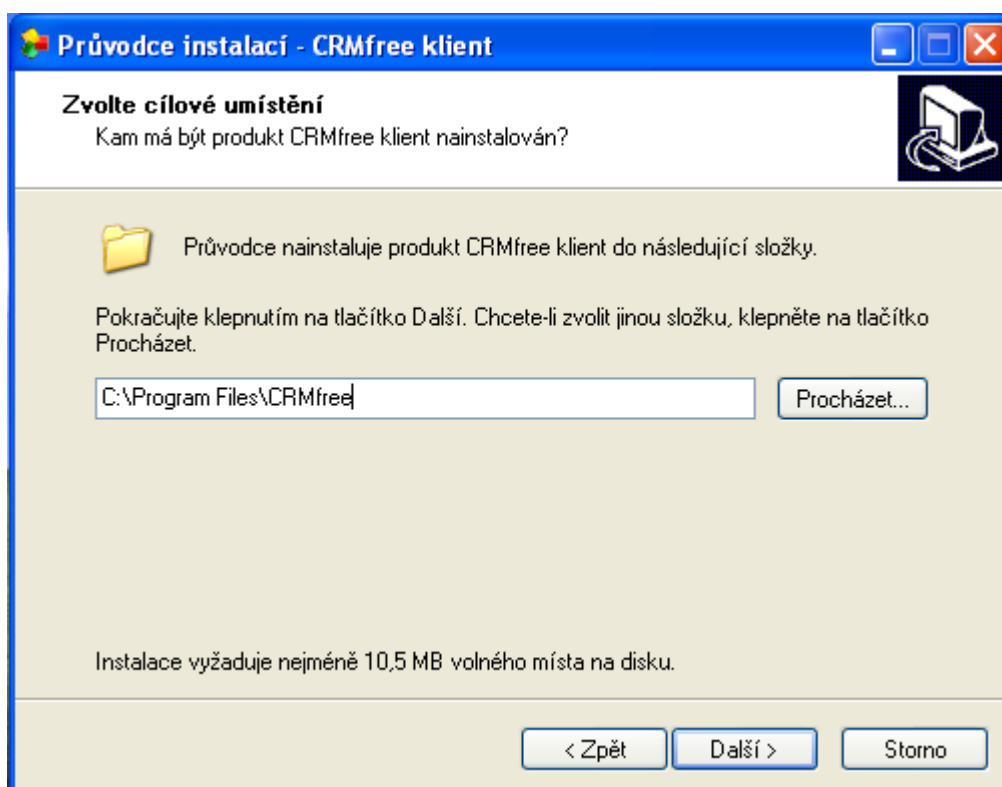 Průvodce instalací - CRMfree klient
Zvolte cílové umístění
Kam má být produkt CRMfree klient nainstalován?
Průvodce nainstaluje produkt CRMfree klient do následující složky.
Pokračujte klepnutím na tlačítko Další. Chcete-li zvolit jinou složku, klepněte na tlačítko
Procházet.
C:\Program Files\CRMfree
Procházet...
Instalace vyžaduje nejméně 10,5 MB volného místa na disku.
< Zpět
Další >
Storno